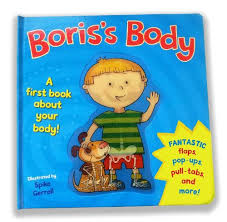 Boris's Body
A
first book
about your
body!
FANTASTIC
flaps,
pop-ups,
pull-tabs,
and
more!
Illustrated by
Spike
Gerrell